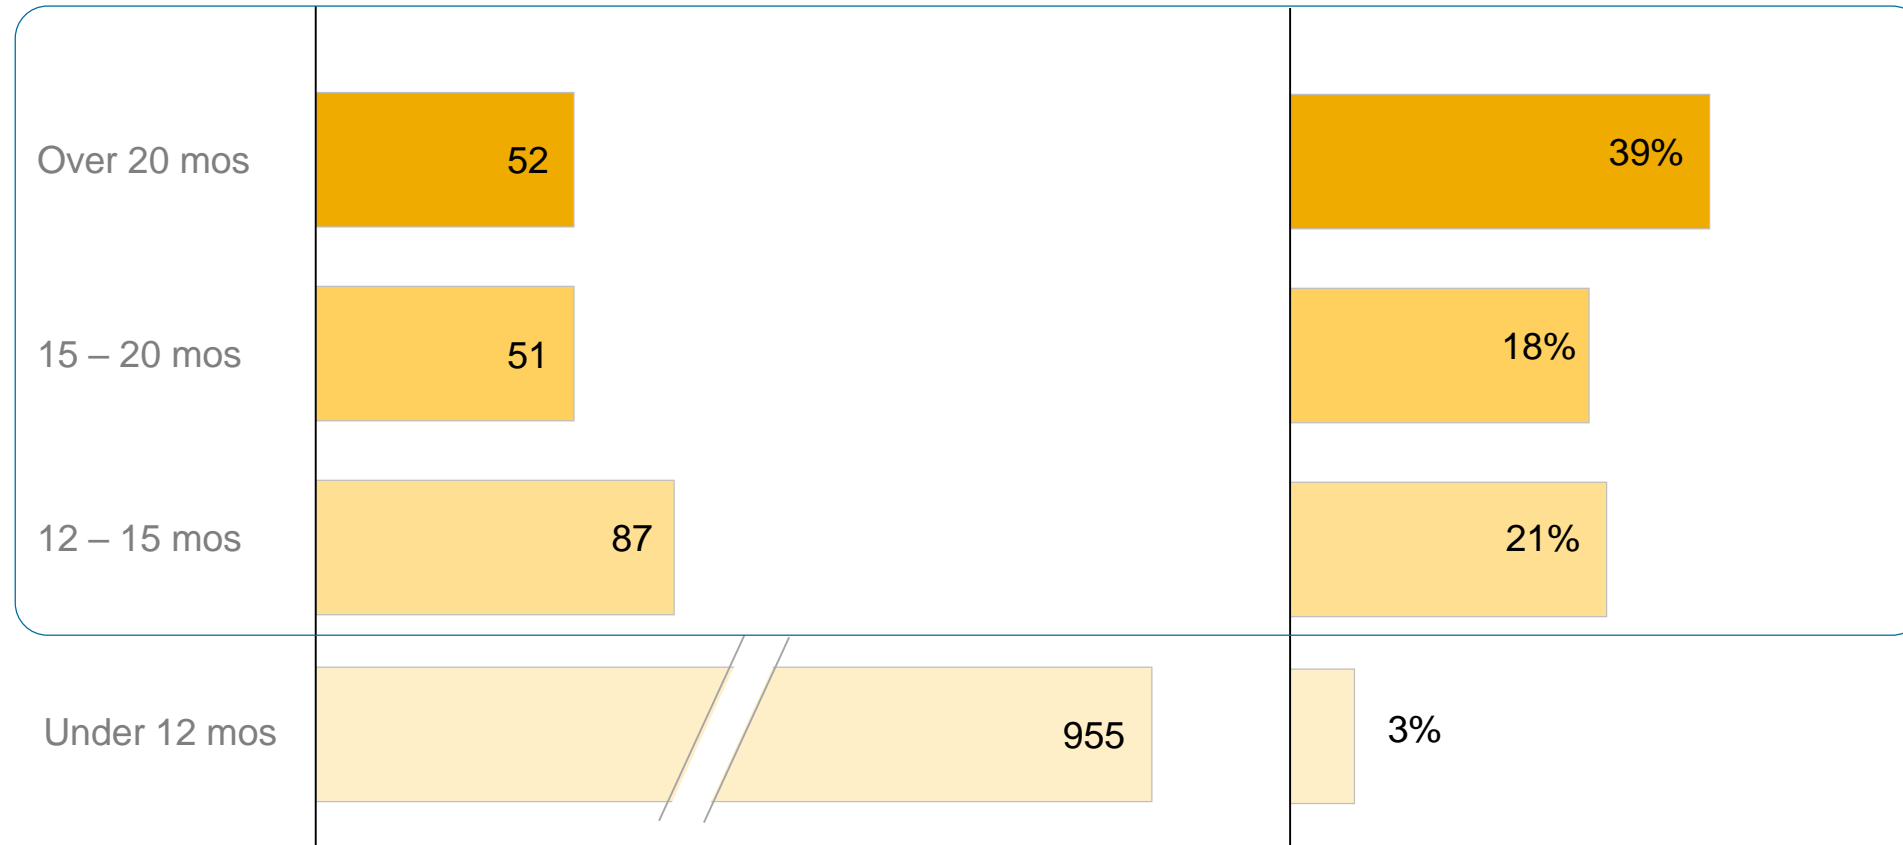 Over 20 mos 52 39%
15 – 20 mos 51 18%
12 – 15 mos 87 21%
Under 12 mos 955 3%